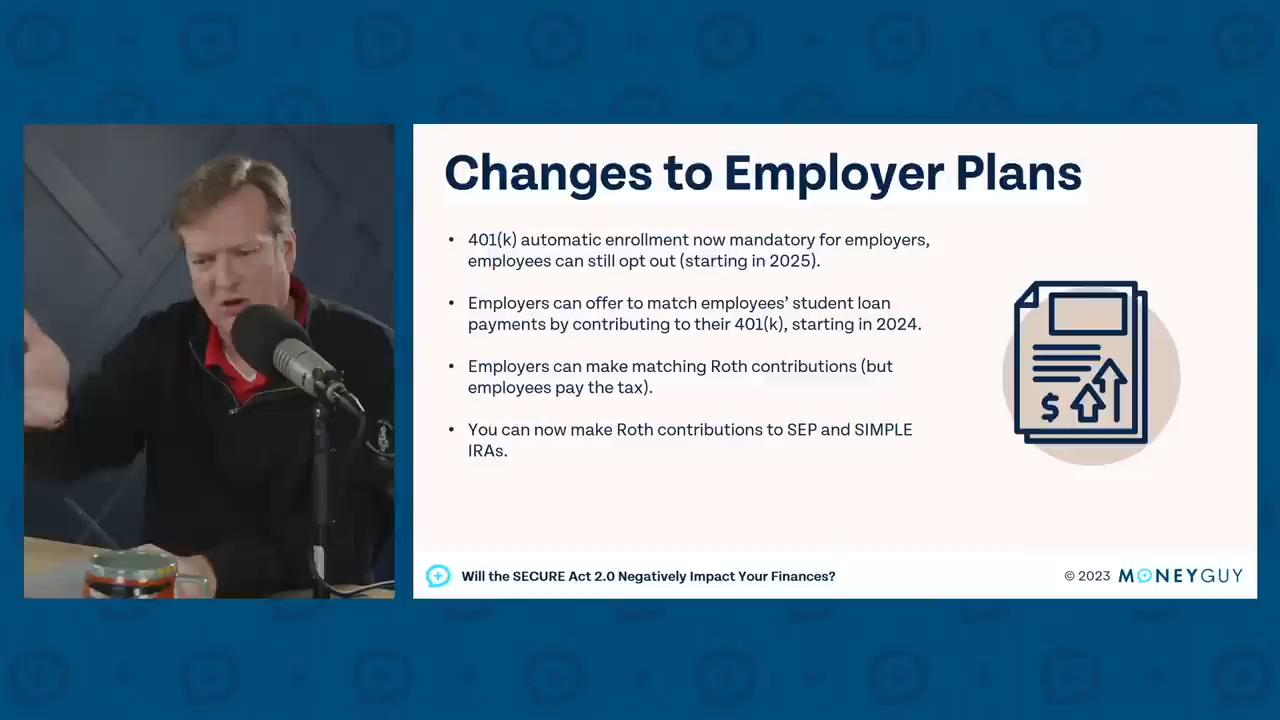 Changes to Employer Plans
• 401(k) automatic enrollment now mandatory for employers,
employees can still opt out (starting in 2025).
• Employers can offer to match employees’ student loan
payments by contributing to their 401(k), starting in 2024.
• Employers can make matching Roth contributions (but
employees pay the tax).
• You can now make Roth contributions to SEP and SIMPLE
IRAs.
$
Will the SECURE Act 2.0 Negatively Impact Your Finances?
© 2023 MONEYGUY